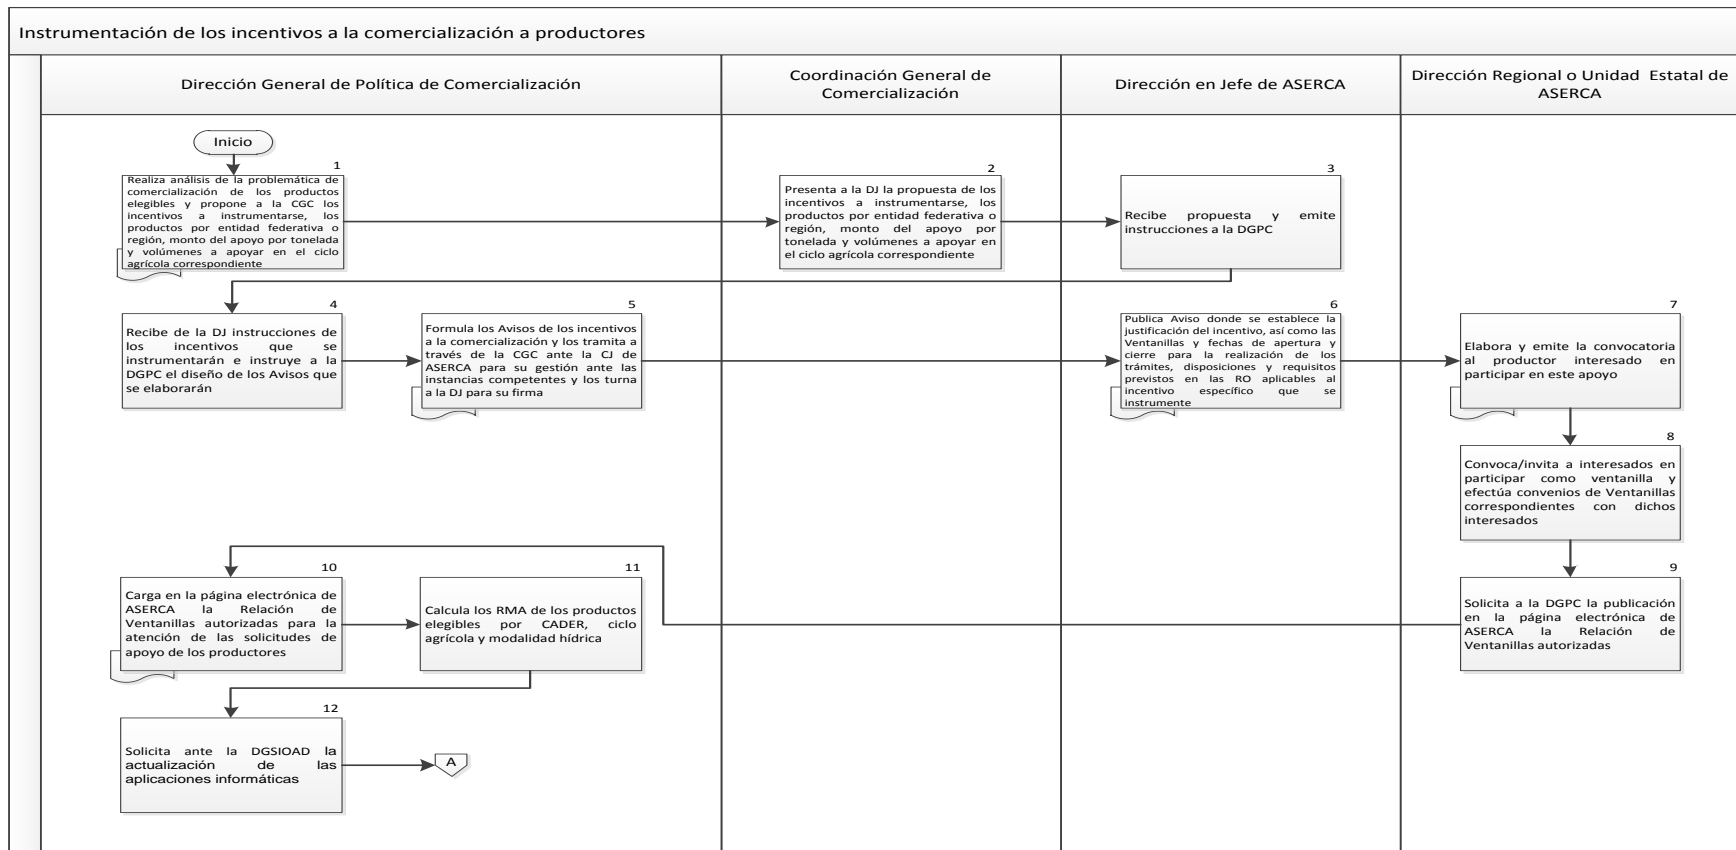 Instrumentación de los incentivos a la comercialización a productores
Dirección General de Política de Comercialización
Coordinación General de
Comercialización
Dirección en Jefe de ASERCA
Dirección Regional o Unidad Estatal de
ASERCA
Inicio
1
Realiza análisis de la problemática de
comercialización de los productos
elegibles y propone a la CGC los
incentivos a instrumentarse, los
productos por entidad federativa o
región, monto del apoyo por tonelada
y volúmenes a apoyar en el ciclo
agrícola correspondiente
2
Presenta a la DJ la propuesta de los
incentivos a instrumentarse, los
productos por entidad federativa o
región, monto del apoyo por
tonelada y volúmenes a apoyar en
el ciclo agrícola correspondiente
3
Recibe propuesta y emite
instrucciones a la DGPC
4
Recibe de la DJ instrucciones de
los incentivos que se
instrumentarán e instruye a la
DGPC el diseño de los Avisos que
se elaborarán
5
Formula los Avisos de los incentivos
a la comercialización y los tramita a
través de la CGC ante la CJ de
ASERCA para su gestión ante las
instancias competentes y los turna
a la DJ para su firma
6
Publica Aviso donde se establece la
justificación del incentivo, así como las
Ventanillas y fechas de apertura y
cierre para la realización de los
trámites, disposiciones y requisitos
previstos en las RO aplicables al
incentivo específico que se
instrumente
7
Elabora y emite la convocatoria
al productor interesado en
participar en este apoyo
8
Convoca/invita a interesados en
participar como ventanilla y
efectúa convenios de Ventanillas
correspondientes con dichos
interesados
9
Solicita a la DGPC la publicación
en la página electrónica de
ASERCA la Relación de
Ventanillas autorizadas
10
Carga en la página electrónica de
ASERCA la Relación de
Ventanillas autorizadas para la
atención de las solicitudes de
apoyo de los productores
11
Calcula los RMA de los productos
elegibles por CADER, ciclo
agrícola y modalidad hídrica
12
Solicita ante la DGSIOAD la
actualización de las
aplicaciones informáticas
A